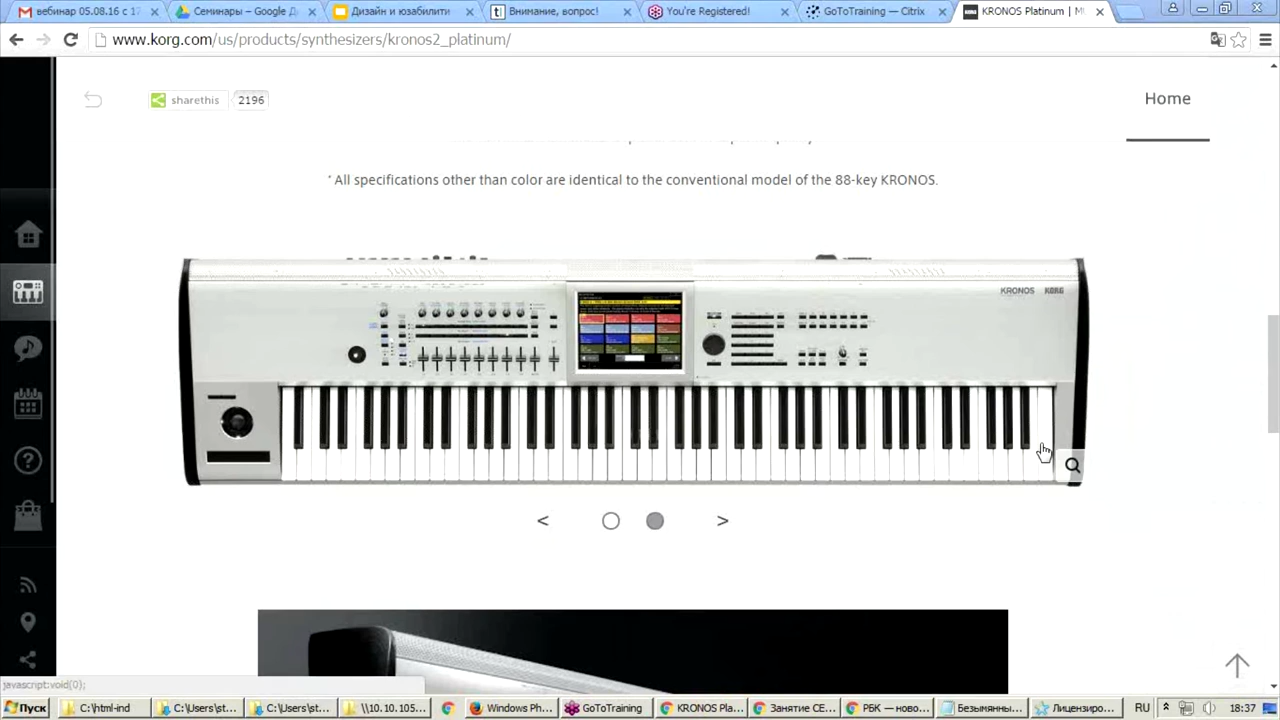 вебинар 05.08.16 с 17
Семинары – Google Д
Дизайн и юзабилити
Внимание, вопрос!
You're Registered!
GoToTraining — Citrix
KRONOS Platinum | M
www.korg.com/us/products/synthesizers/kronos2_platinum/
sharethis
2196
Home
* All specifications other than color are identical to the conventional model of the 88-key KRONOS.
KRONOS KORG
< >
javascript:void(0);
Пуск
C:\html-ind
C:\Users\st...
C:\Users\st...
\\10.10.105...
Windows Ph...
GoToTraining
KRONOS Pla...
Занятие CE...
РБК — ново...
Безымянны...
Лицензиро...
RU
18:37